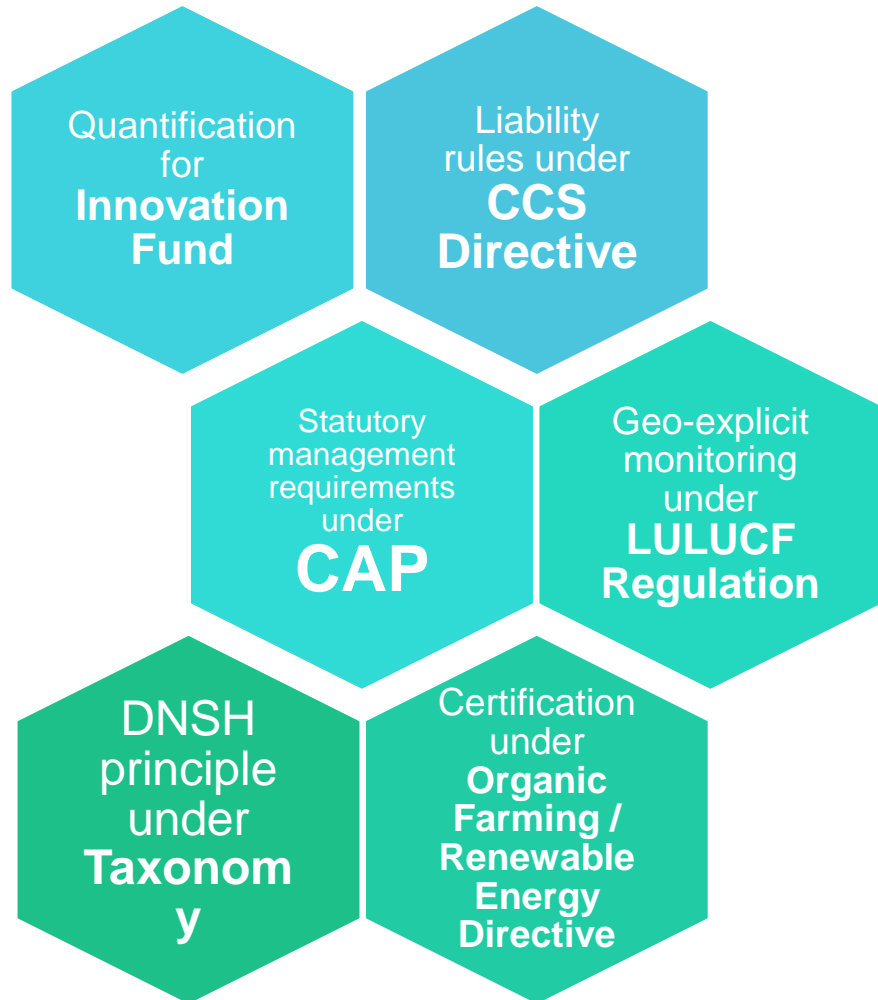 Quantification
for
Innovation
Fund
Liability
rules under
CCS
Directive
Statutory
management
requirements
under
CAP
Geo-explicit
monitoring
under
LULUCF
Regulation
DNSH
principle
under
Taxonom
y
Certification
under
Organic
Farming /
Renewable
Energy
Directive